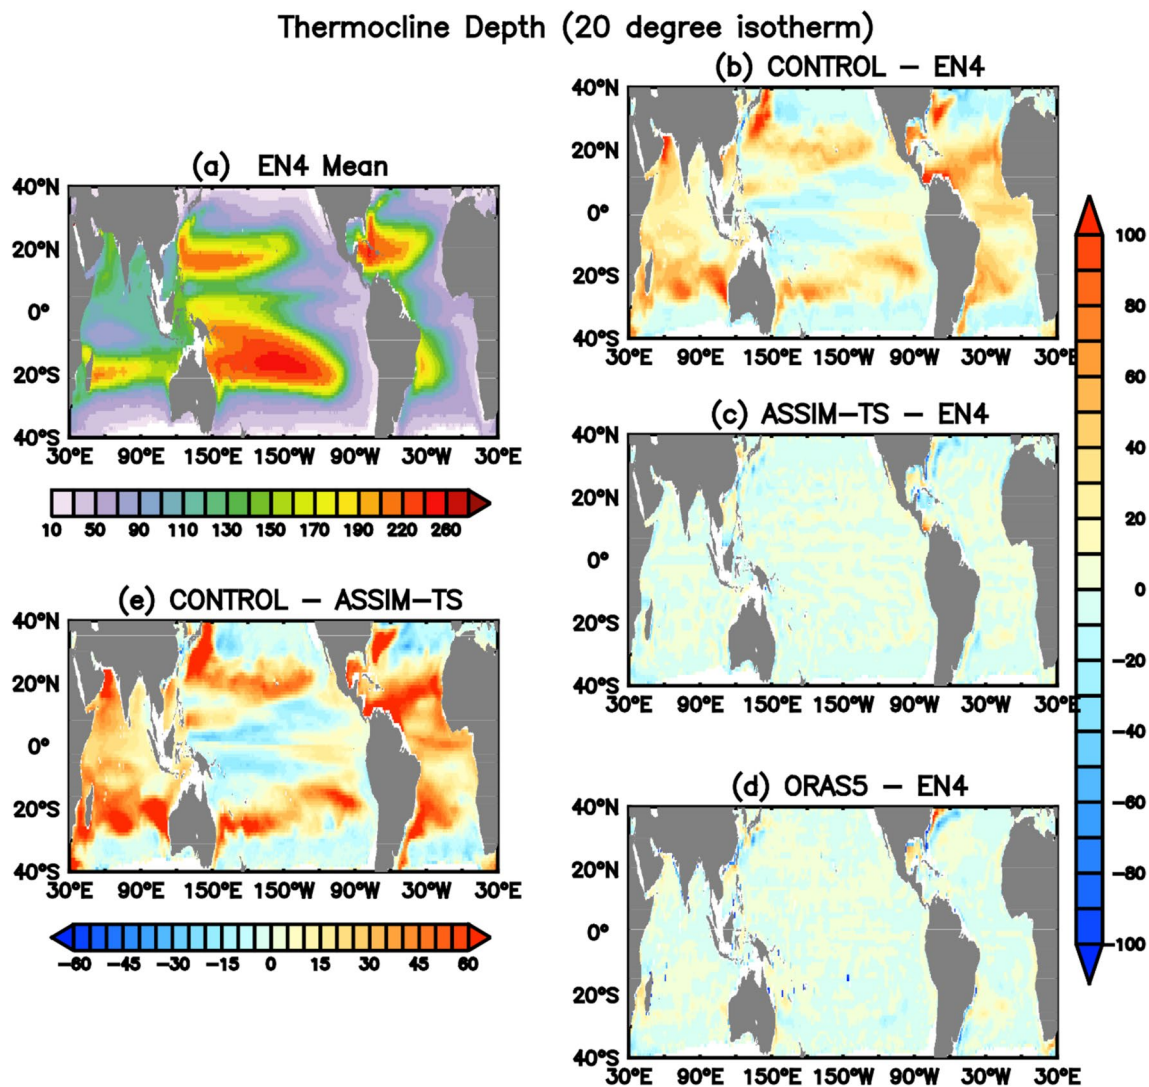 Thermocline Depth (20 degree isotherm)
(a) EN4 Mean
40°N
20°N
0°
20°S
40°S
30°E 90°E 150°E 150°W 90°W 30°W 30°E
10 50 90 110 130 150 170 190 220 260
(e) CONTROL − ASSIM−TS
40°N
20°N
0°
20°S
40°S
30°E 90°E 150°E 150°W 90°W 30°W 30°E
−60 −45 −30 −15 0 15 30 45 60
(b) CONTROL − EN4
40°N
20°N
0°
20°S
40°S
30°E 90°E 150°E 150°W 90°W 30°W 30°E
(c) ASSIM−TS − EN4
40°N
20°N
0°
20°S
40°S
30°E 90°E 150°E 150°W 90°W 30°W 30°E
(d) ORAS5 − EN4
40°N
20°N
0°
20°S
40°S
30°E 90°E 150°E 150°W 90°W 30°W 30°E
100
80
60
40
20
0
−20
−40
−60
−80
−100